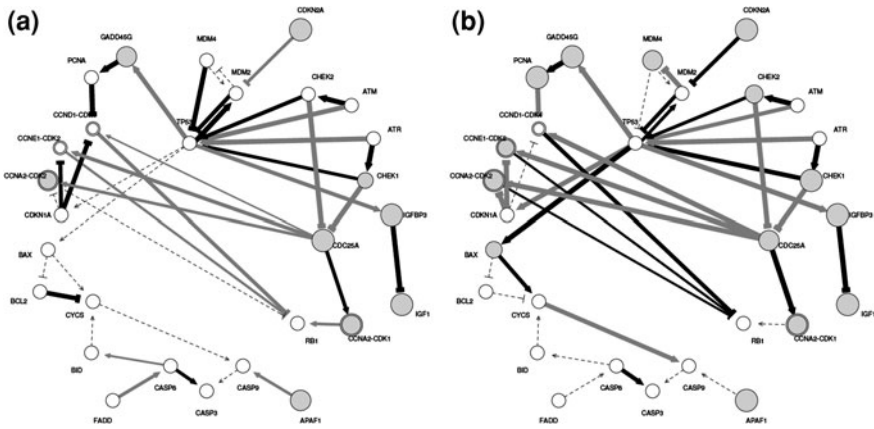 (a)
CDKN2A
GADD45G
MDM4
PCNA
MDM2
CHEK2
ATM
CCND1-CDK4
TP53
CCNE1-CDK2
ATR
CCNA2-CDK2
CHEK1
CDKN1A
IGFBP3
BAX
CDC25A
BCL2
CYCS
IGF1
RB1
CCNA2-CDK1
BID
CASP8
CASP9
FADD
CASP3
APAF1
(b)
CDKN2A
GADD45G
MDM4
PCNA
MDM2
CHEK2
ATM
CCND1-CDK4
TP53
CCNE1-CDK2
ATR
CCNA2-CDK2
CHEK1
CDKN1A
IGFBP3
BAX
CDC25A
BCL2
CYCS
IGF1
RB1
CCNA2-CDK1
BID
CASP8
CASP9
FADD
CASP3
APAF1